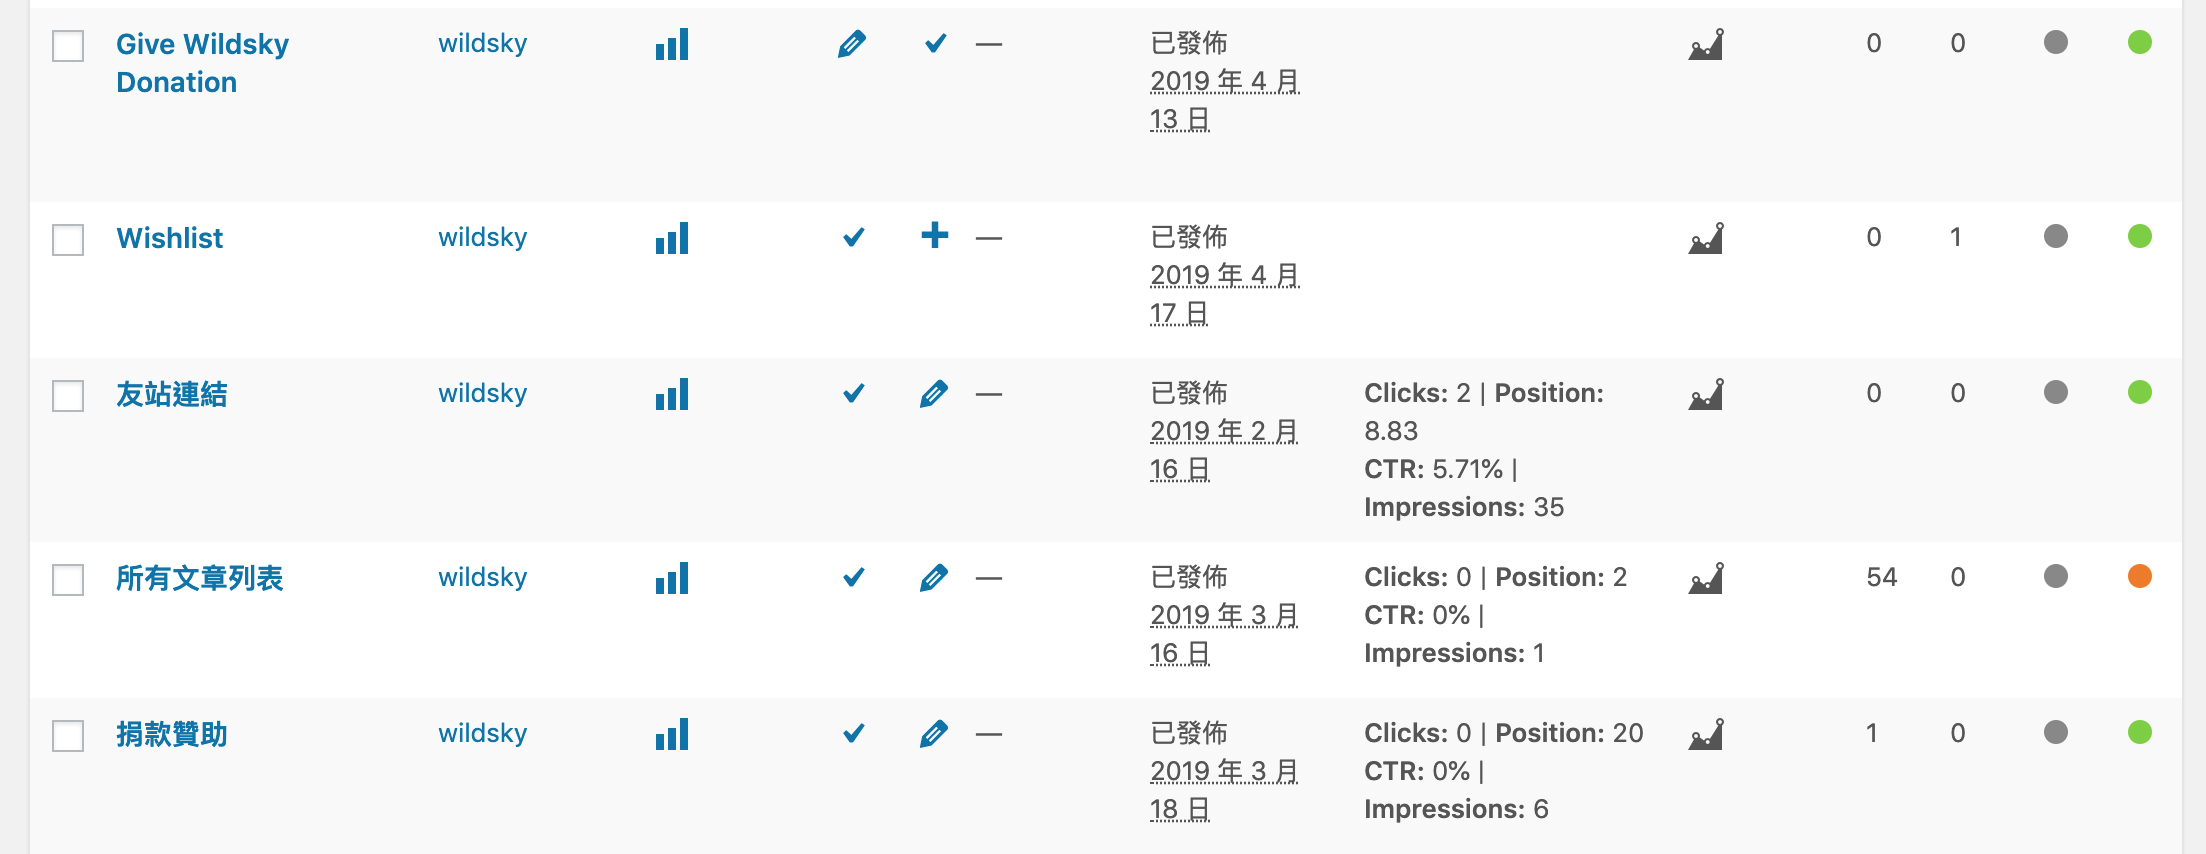 Give Wildsky
Donation
wildsky
—
已發佈
2019 年 4 月
13 日
0
0
Wishlist
wildsky
—
已發佈
2019 年 4 月
17 日
0
1
友站連結
wildsky
—
已發佈
2019 年 2 月
16 日
Clicks: 2 | Position:
8.83
CTR: 5.71% |
Impressions: 35
0
0
所有文章列表
wildsky
—
已發佈
2019 年 3 月
16 日
Clicks: 0 | Position: 2
CTR: 0% |
Impressions: 1
54
0
捐款贊助
wildsky
—
已發佈
2019 年 3 月
18 日
Clicks: 0 | Position: 20
CTR: 0% |
Impressions: 6
1
0